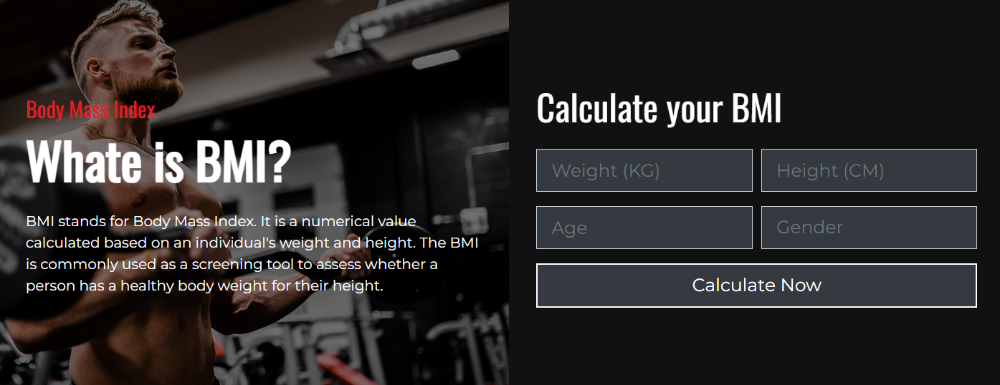 Body Mass Index
Whate is BMI?
BMI stands for Body Mass Index. It is a numerical value
calculated based on an individual's weight and height. The BMI
is commonly used as a screening tool to assess whether a
person has a healthy body weight for their height.
Calculate your BMI
Weight (KG)
Height (CM)
Age
Gender
Calculate Now